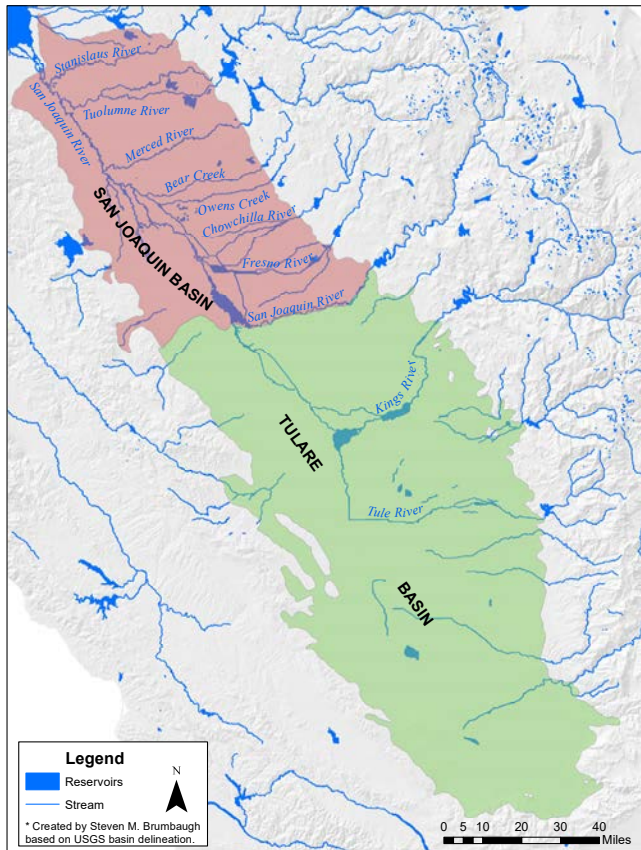 Stanislaus River
San Joaquin River
Tuolumne River
Merced River
Bear Creek
Owens Creek
Chowchilla River
SAN JOAQUIN BASIN
Fresno River
San Joaquin River
Kings River
TULARE
Tule River
BASIN
Legend
Reservoirs
Stream
N
* Created by Steven M. Brumbaugh
based on USGS basin delineation.
0 5 10 20 30 40
Miles